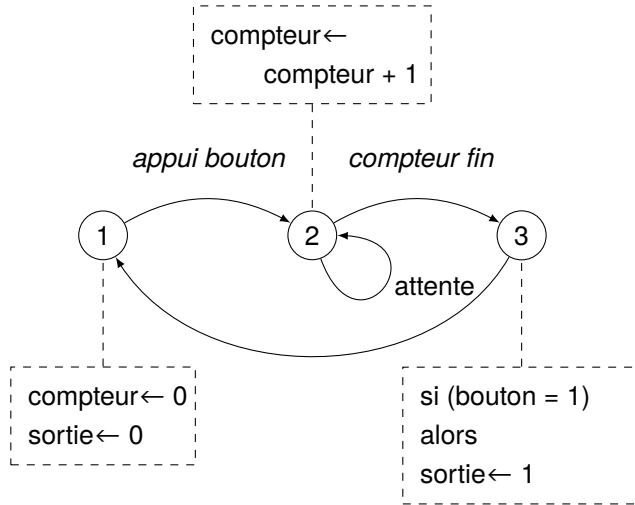 compteur←
compteur + 1
appui bouton
compteur fin
1
2
3
attente
compteur← 0
sortie← 0
si (bouton = 1)
alors
sortie← 1